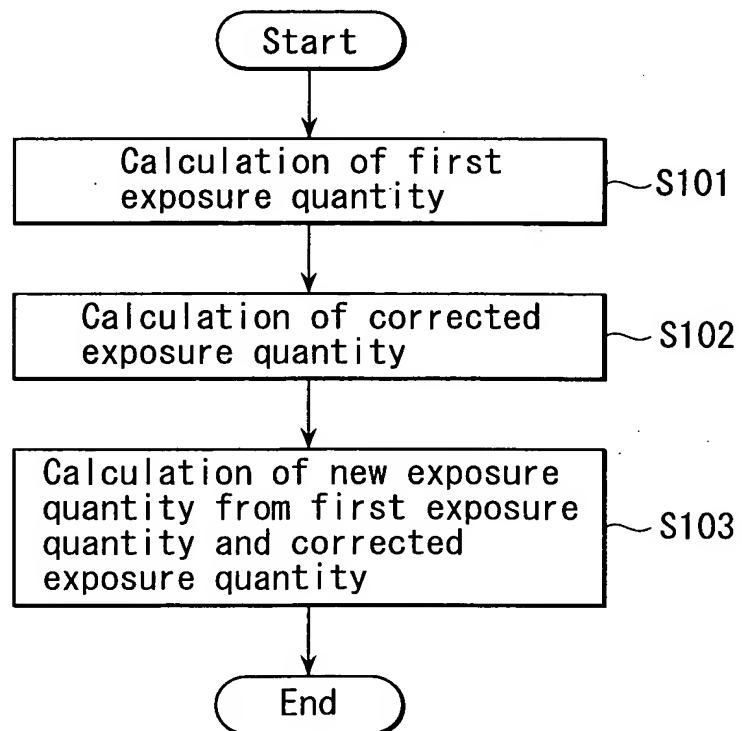 Start
Calculation of first
exposure quantity
S101
Calculation of corrected
exposure quantity
S102
Calculation of new exposure
quantity from first exposure
quantity and corrected
exposure quantity
S103
End